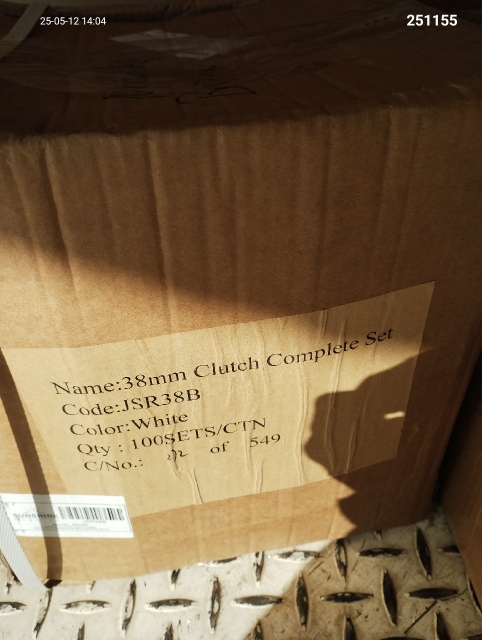 25-05-12 14:04
251155
Name:38mm Clutch Complete Set
Code:JSR38B
Color:White
Qty : 100SETS/CTN
C/No.: of 549